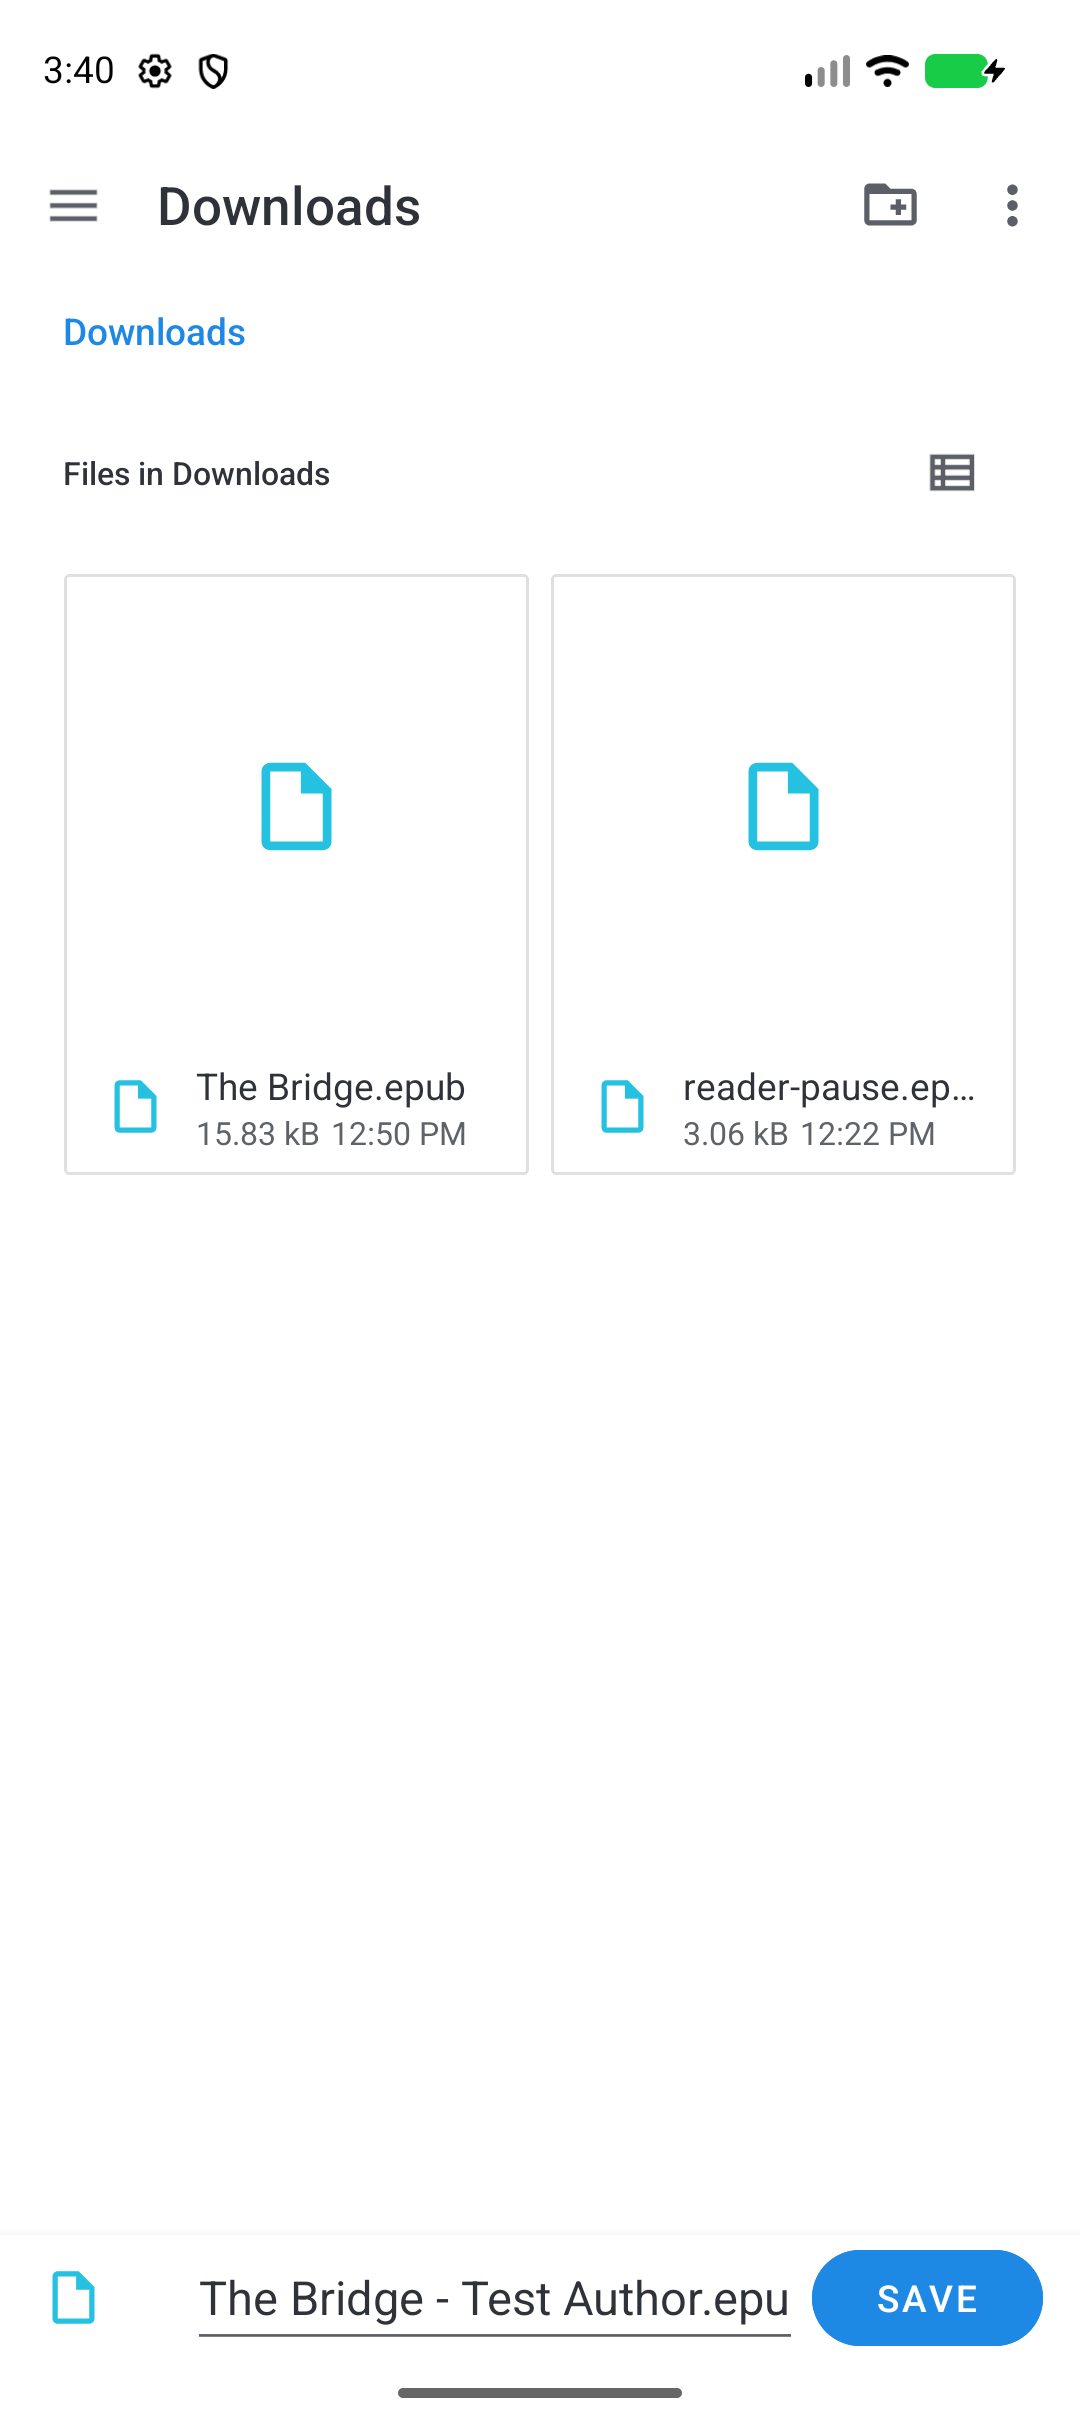 3:40
Downloads
Downloads
Files in Downloads
The Bridge.epub
15.83 kB 12:50 PM
reader-pause.ep...
3.06 kB 12:22 PM
The Bridge - Test Author.epu
SAVE